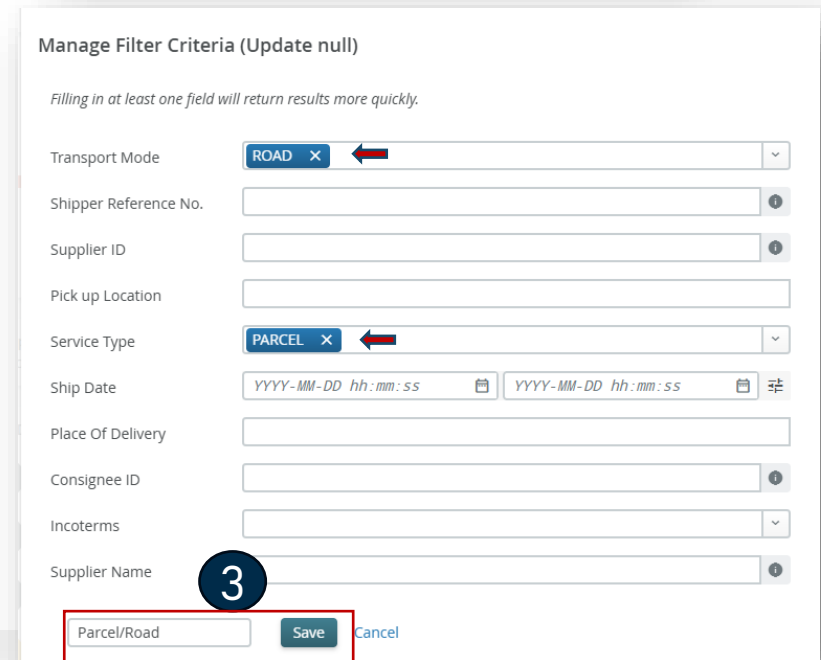 Manage Filter Criteria (Update null)
Filling in at least one field will return results more quickly.
Transport Mode ROAD ×
Shipper Reference No.
Supplier ID
Pick up Location
Service Type PARCEL ×
Ship Date YYYY-MM-DD hh:mm:ss YYYY-MM-DD hh:mm:ss
Place Of Delivery
Consignee ID
Incoterms
Supplier Name
3
Parcel/Road Save Cancel